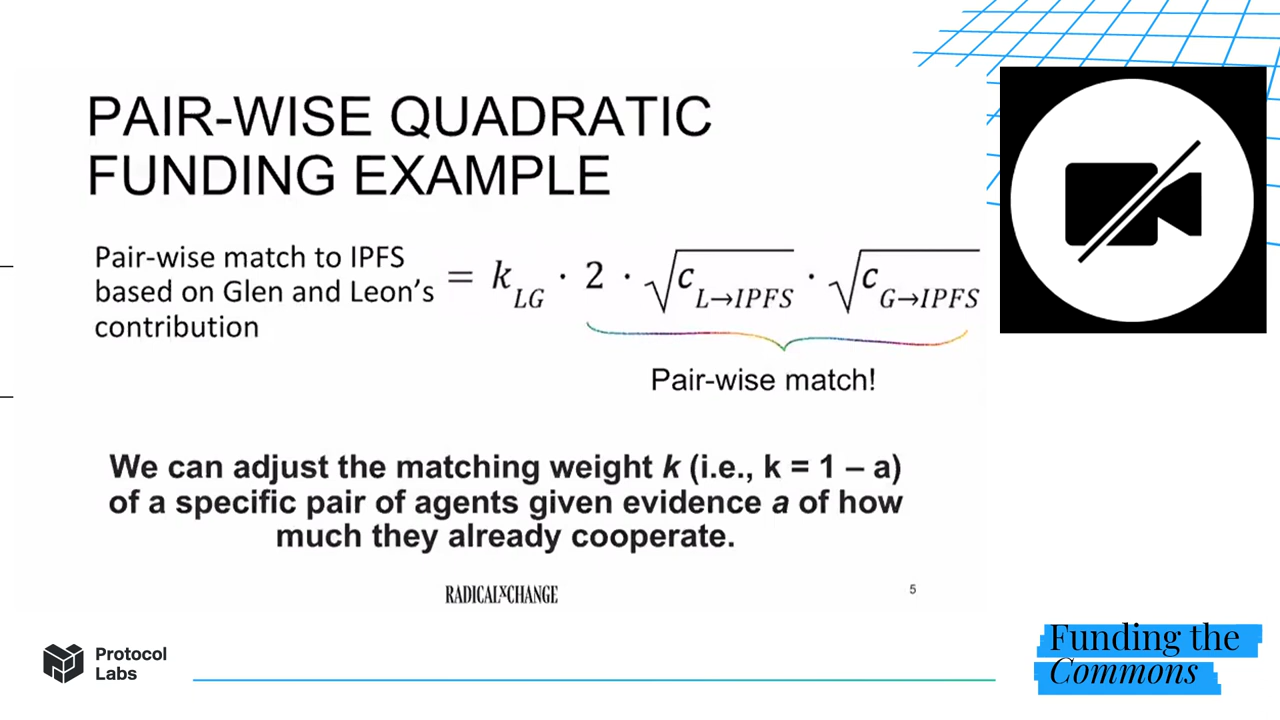 PAIR-WISE QUADRATIC
FUNDING EXAMPLE
Pair-wise match to IPFS
based on Glen and Leon's
contribution
= k_LG · 2 · √c_L→IPFS · √c_G→IPFS
Pair-wise match!
We can adjust the matching weight k (i.e., k = 1 – a)
of a specific pair of agents given evidence a of how
much they already cooperate.
RADICALXCHANGE
5
Protocol
Labs
Funding the
Commons